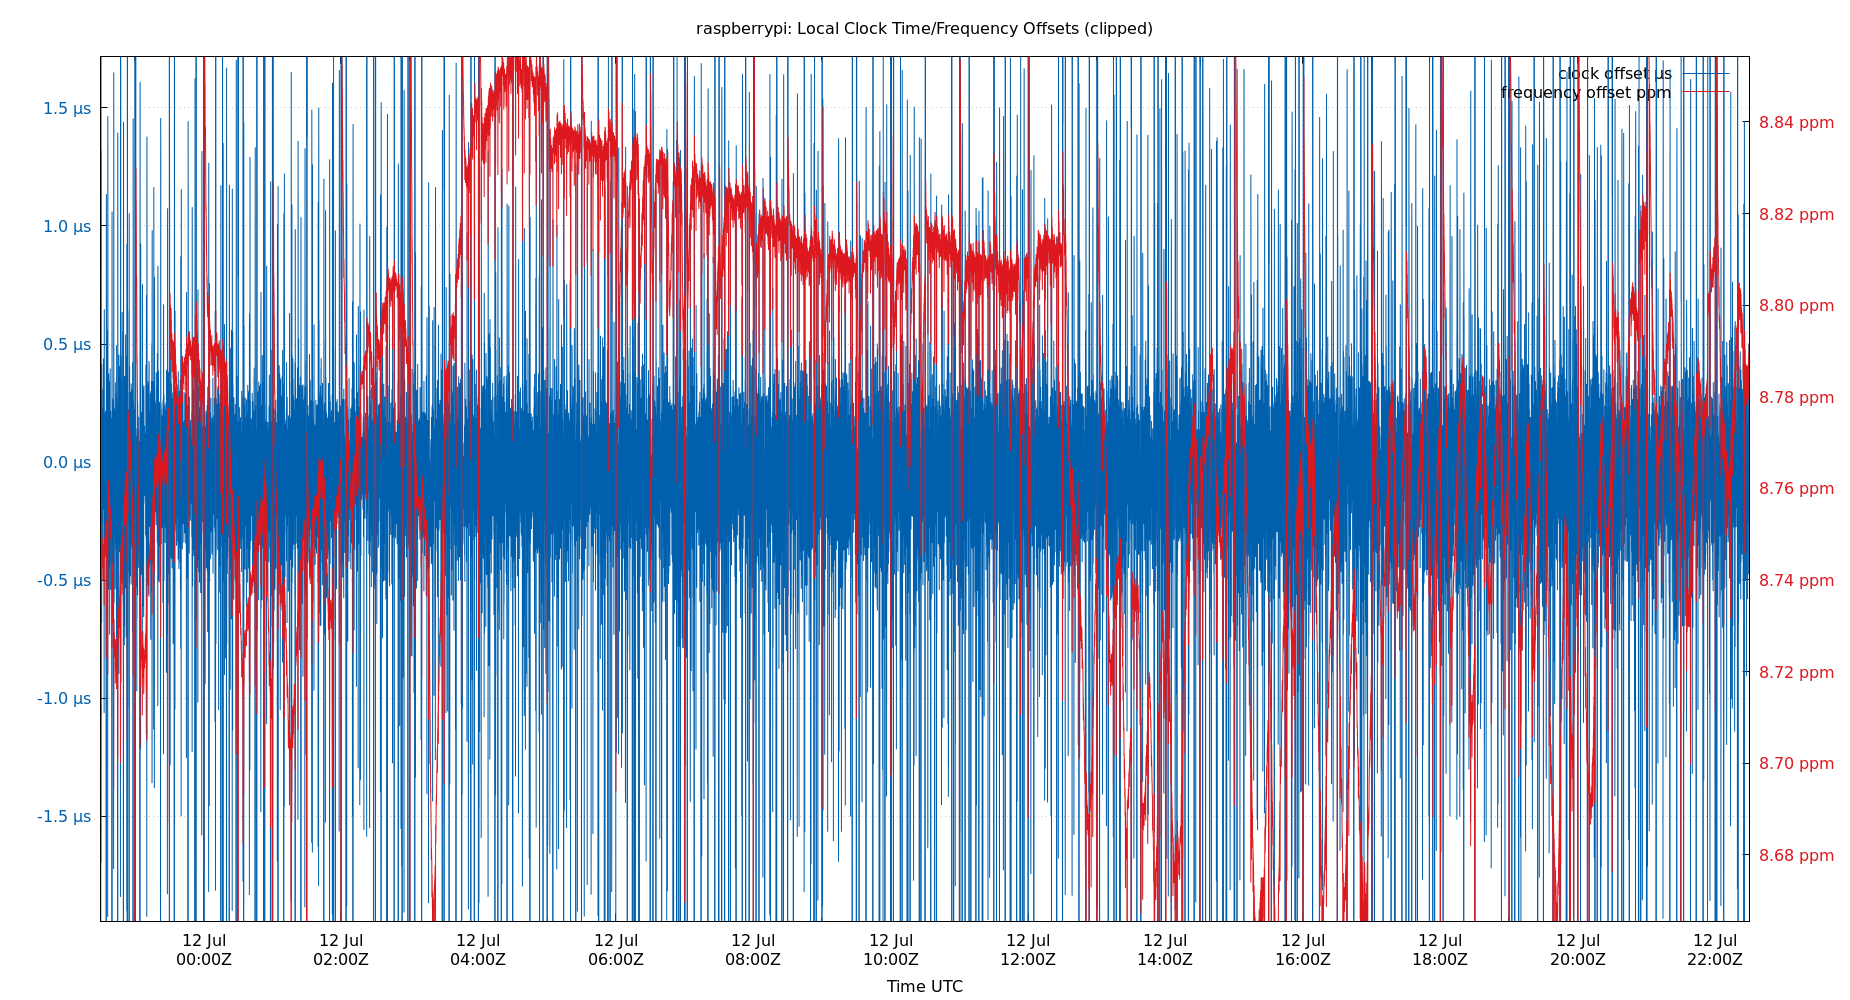 raspberrypi: Local Clock Time/Frequency Offsets (clipped)
clock offset µs
frequency offset ppm
1.5 µs
1.0 µs
0.5 µs
0.0 µs
-0.5 µs
-1.0 µs
-1.5 µs
8.84 ppm
8.82 ppm
8.80 ppm
8.78 ppm
8.76 ppm
8.74 ppm
8.72 ppm
8.70 ppm
8.68 ppm
12 Jul 12 Jul 12 Jul 12 Jul 12 Jul 12 Jul 12 Jul 12 Jul 12 Jul 12 Jul 12 Jul 12 Jul
00:00Z 02:00Z 04:00Z 06:00Z 08:00Z 10:00Z 12:00Z 14:00Z 16:00Z 18:00Z 20:00Z 22:00Z
Time UTC